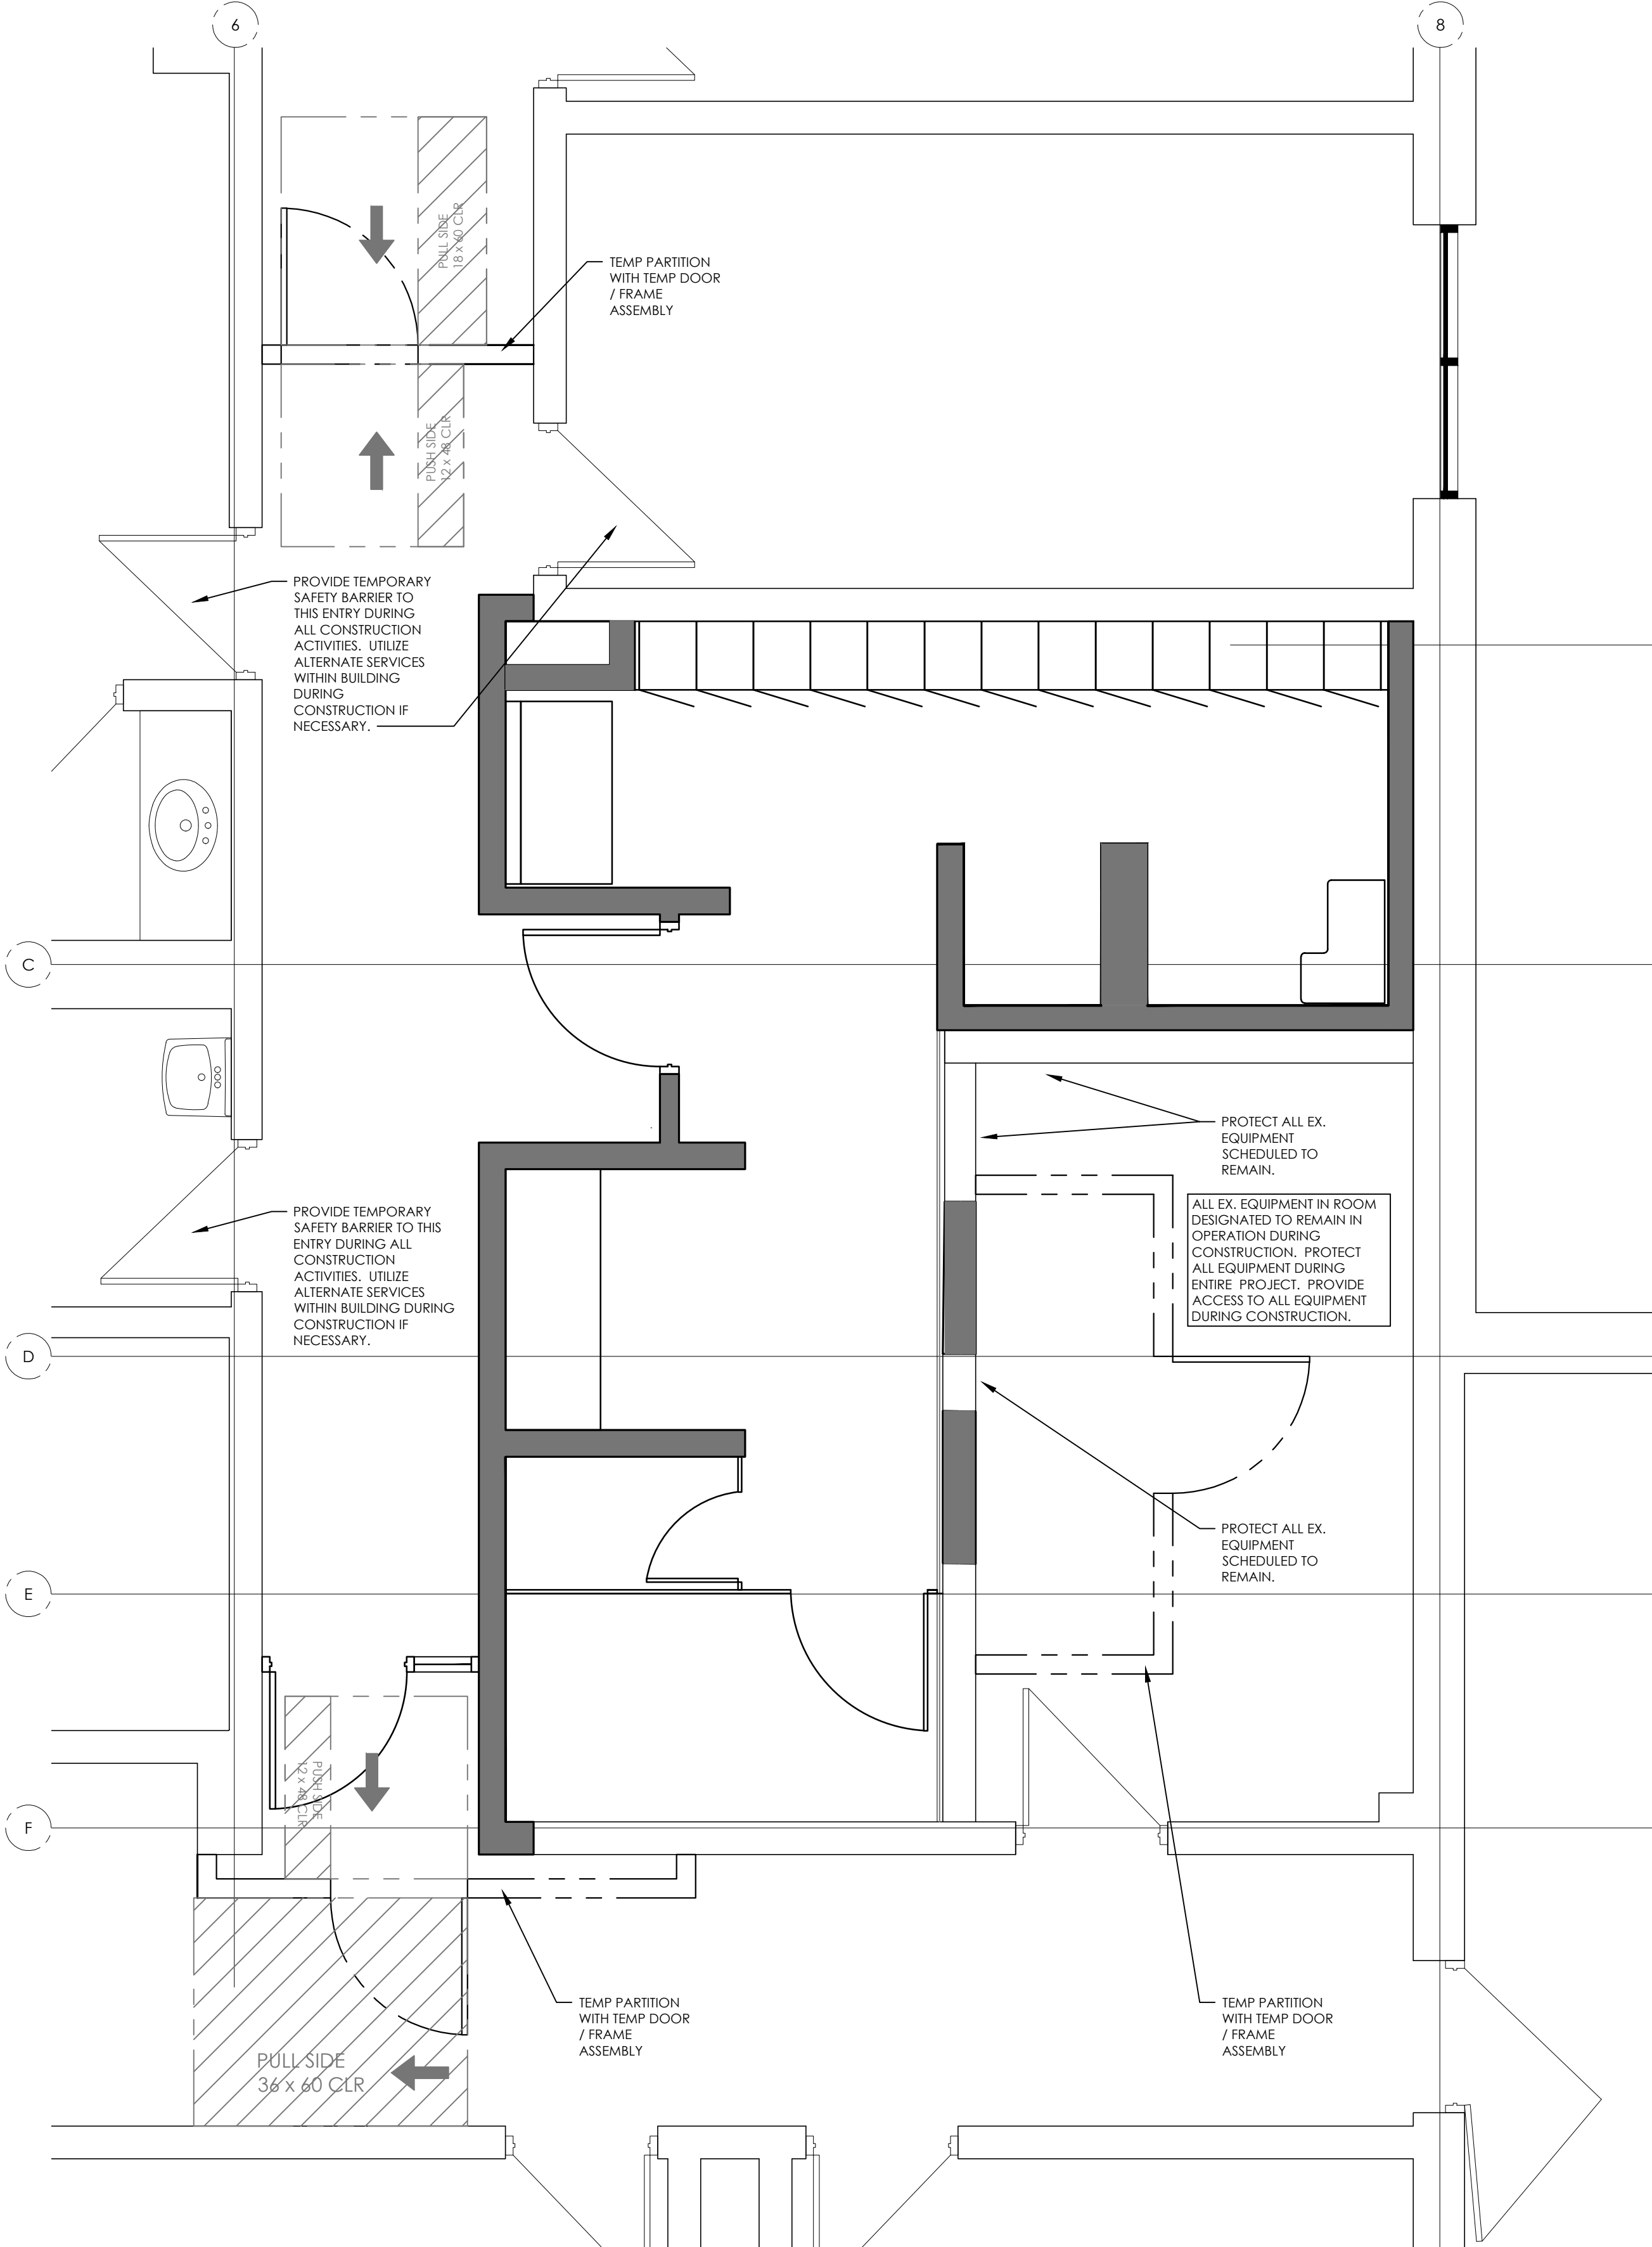 6
8
PULL SIDE
18 x 60 CLR
TEMP PARTITION
WITH TEMP DOOR
/ FRAME
ASSEMBLY
PUSH SIDE
12 x 48 CLR
PROVIDE TEMPORARY
SAFETY BARRIER TO
THIS ENTRY DURING
ALL CONSTRUCTION
ACTIVITIES. UTILIZE
ALTERNATE SERVICES
WITHIN BUILDING
DURING
CONSTRUCTION IF
NECESSARY.
C
PROTECT ALL EX.
EQUIPMENT
SCHEDULED TO
REMAIN.
ALL EX. EQUIPMENT IN ROOM
DESIGNATED TO REMAIN IN
OPERATION DURING
CONSTRUCTION. PROTECT
ALL EQUIPMENT DURING
ENTIRE PROJECT. PROVIDE
ACCESS TO ALL EQUIPMENT
DURING CONSTRUCTION.
PROVIDE TEMPORARY
SAFETY BARRIER TO THIS
ENTRY DURING ALL
CONSTRUCTION
ACTIVITIES. UTILIZE
ALTERNATE SERVICES
WITHIN BUILDING DURING
CONSTRUCTION IF
NECESSARY.
D
PROTECT ALL EX.
EQUIPMENT
SCHEDULED TO
REMAIN.
E
PUSH SIDE
12 x 48 CLR
F
TEMP PARTITION
WITH TEMP DOOR
/ FRAME
ASSEMBLY
TEMP PARTITION
WITH TEMP DOOR
/ FRAME
ASSEMBLY
PULL SIDE
36 x 60 CLR